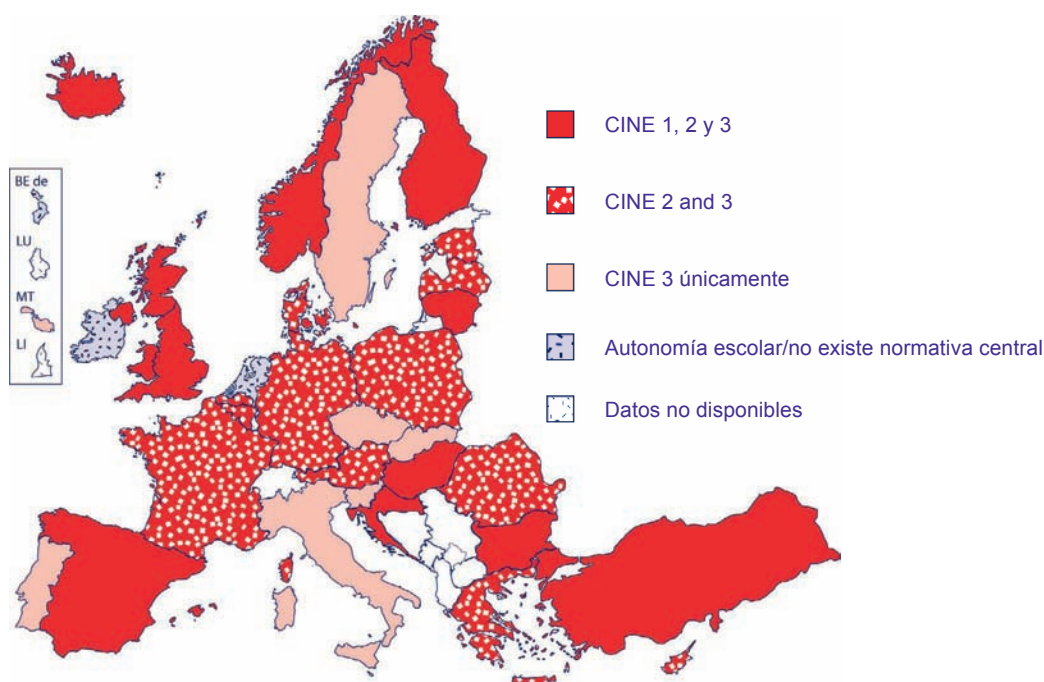 CINE 1, 2 y 3
CINE 2 and 3
CINE 3 únicamente
Autonomía escolar/no existe normativa central
Datos no disponibles
BE de
LU
MT
LI